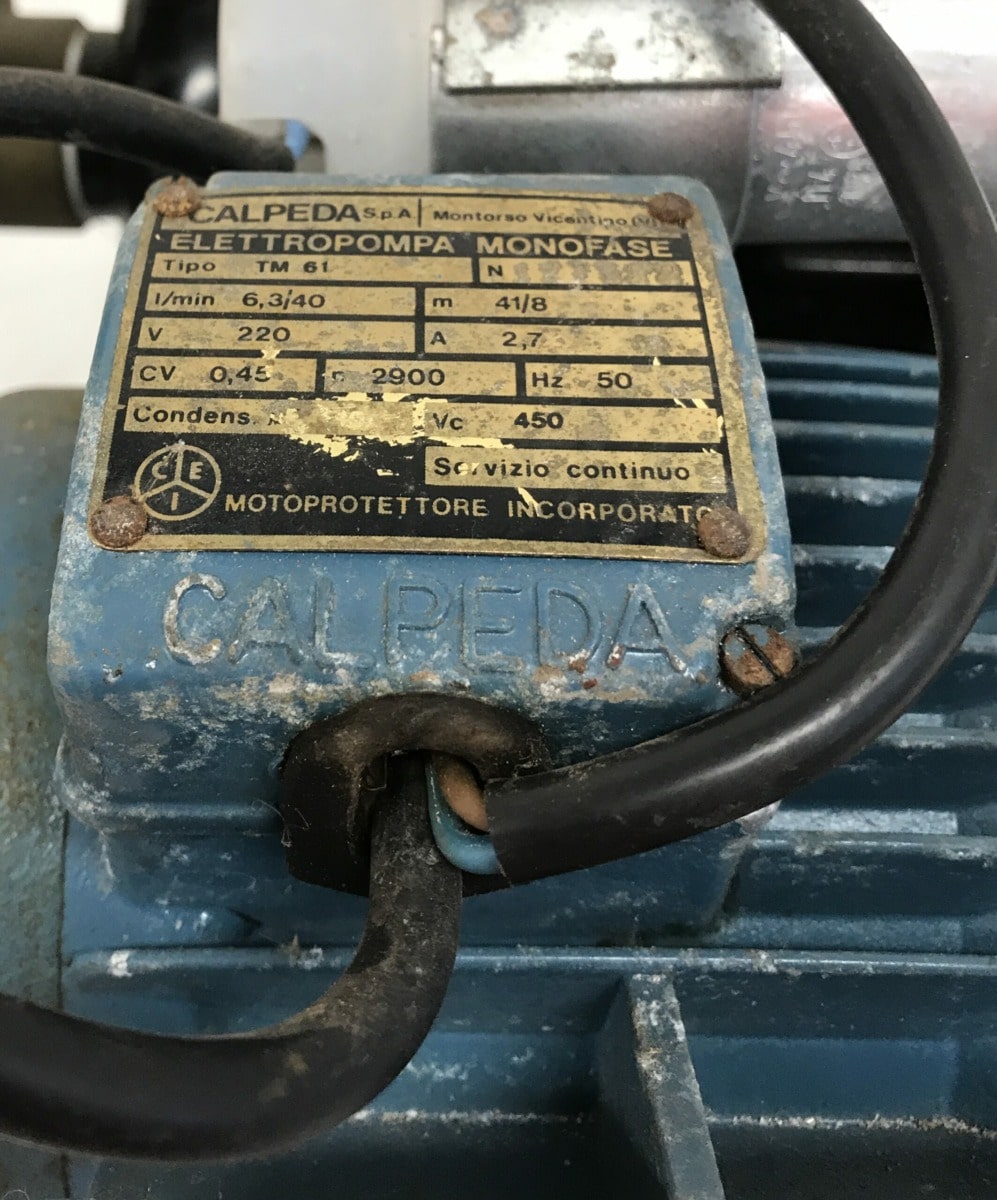 CALPEDA S.p.A Montorso Vicentino (VI)
ELETTROPOMPA MONOFASE
Tipo TM 61 N
l/min 6,3/40 m 41/8
V 220 A 2,7
CV 0,45 n 2900 Hz 50
Condens. Vc 450
Servizio continuo
CEI
MOTOPROTETTORE INCORPORATO
CALPEDA